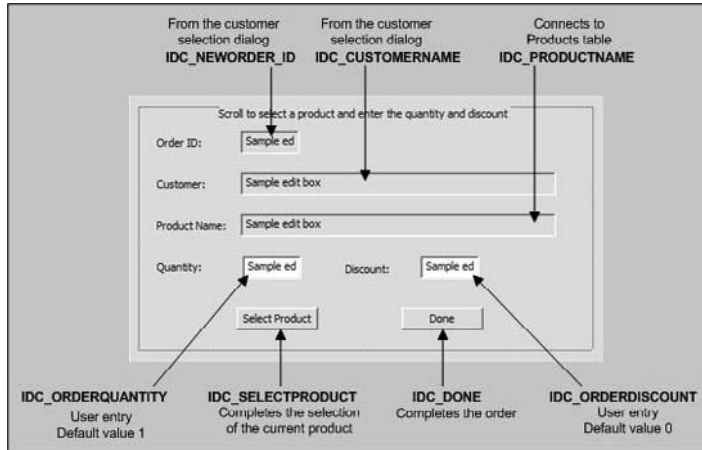 From the customer
selection dialog
IDC_NEWORDER_ID
From the customer
selection dialog
IDC_CUSTOMERNAME
Connects to
Products table
IDC_PRODUCTNAME
Scroll to select a product and enter the quantity and discount
Order ID:
Sample ed
Customer:
Sample edit box
Product Name:
Sample edit box
Quantity:
Sample ed
Discount:
Sample ed
Select Product
Done
IDC_ORDERQUANTITY
User entry
Default value 1
IDC_SELECTPRODUCT
Completes the selection
of the current product
IDC_DONE
Completes the order
IDC_ORDERDISCOUNT
User entry
Default value 0